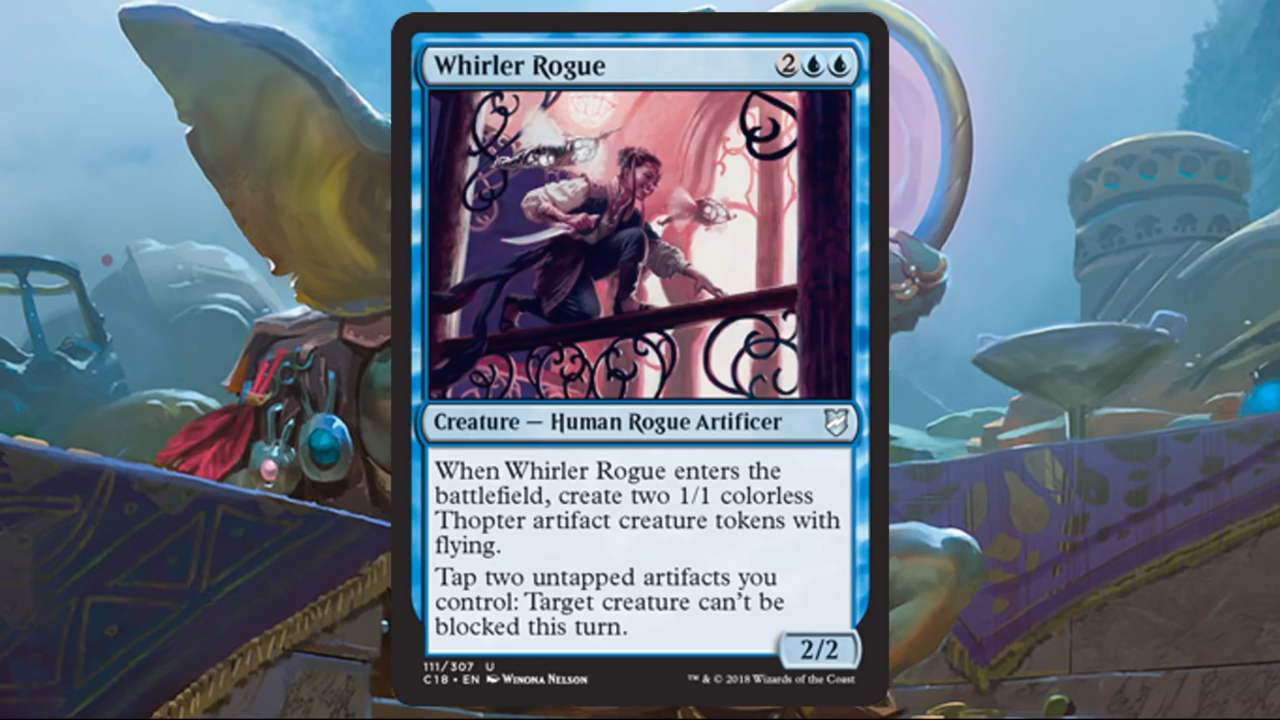 Whirler Rogue 2
Creature — Human Rogue Artificer
When Whirler Rogue enters the
battlefield, create two 1/1 colorless
Thopter artifact creature tokens with
flying.
Tap two untapped artifacts you
control: Target creature can't be
blocked this turn.
2/2
111/307 U
C18 • EN Winona Nelson
™ & © 2018 Wizards of the Coast